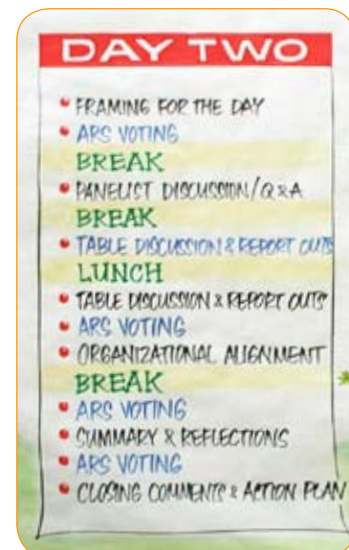 DAY TWO
• FRAMING FOR THE DAY
• ARS VOTING
BREAK
• PANELIST DISCUSSION/Q&A
BREAK
• TABLE DISCUSSION & REPORT OUTS
LUNCH
• TABLE DISCUSSION & REPORT OUTS
• ARS VOTING
• ORGANIZATIONAL ALIGNMENT
BREAK
• ARS VOTING
• SUMMARY & REFLECTIONS
• ARS VOTING
• CLOSING COMMENTS & ACTION PLAN